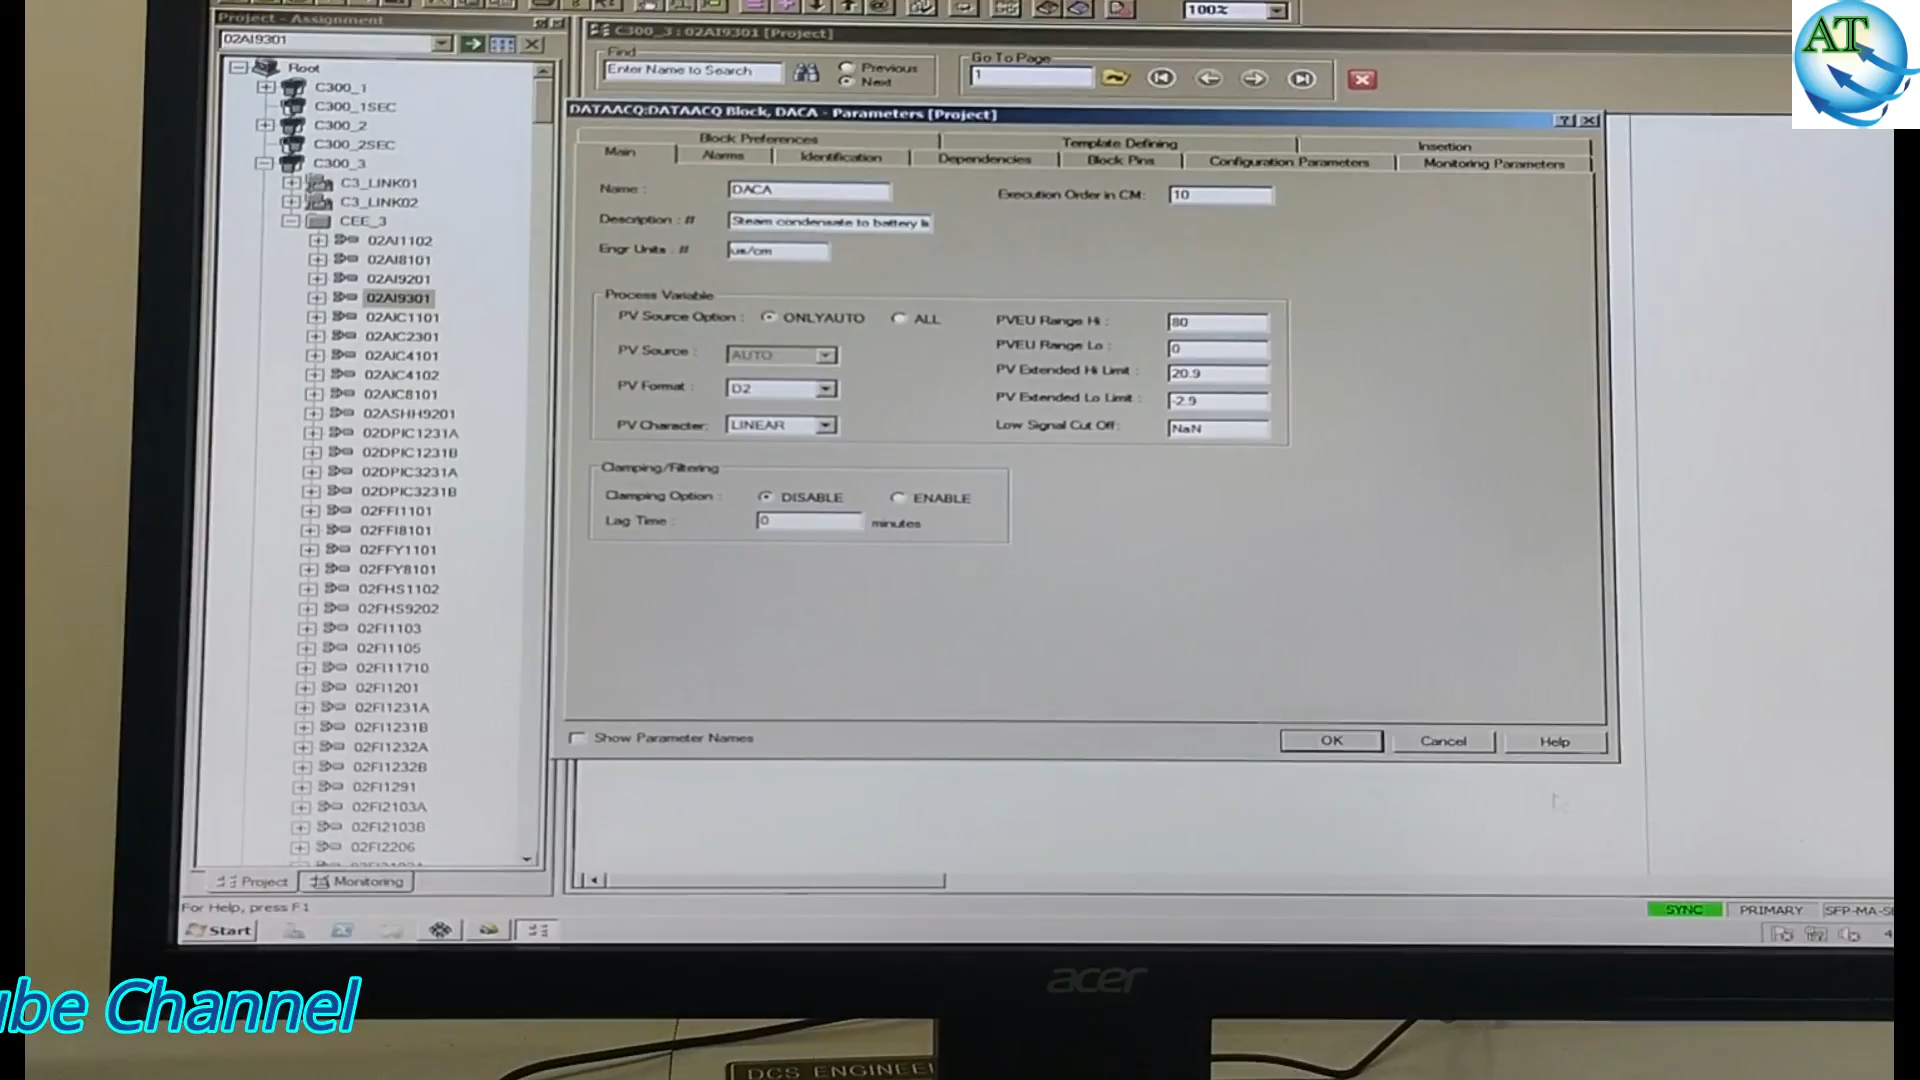 Project - Assignment
02AI9301
Root
C300_1
C300_1SEC
C300_2
C300_2SEC
C300_3
C3_LINK01
C3_LINK02
CEE_3
02AI1102
02AI8101
02AI9201
02AI9301
02AIC1101
02AIC2301
02AIC4101
02AIC4102
02AIC8101
02ASHH9201
02DPIC1231A
02DPIC1231B
02DPIC3231A
02DPIC3231B
02FFI1101
02FFI8101
02FFY1101
02FFY8101
02FHS1102
02FHS9202
02FI1103
02FI1105
02FI11710
02FI1201
02FI1231A
02FI1231B
02FI1232A
02FI1232B
02FI1291
02FI2103A
02FI2103B
02FI2206
Project Monitoring
For Help, press F1
Start
100%
C300_3 : 02AI9301 [Project]
Find
Enter Name to Search
Previous
Next
Go To Page
1
DATAACQ:DATAACQ Block, DACA - Parameters [Project]
Block Preferences Template Defining Insertion
Main Alarms Identification Dependencies Block Pins Configuration Parameters Monitoring Parameters
Name : DACA
Execution Order in CM: 10
Description : # Steam condensate to battery li
Engr Units : # us/cm
Process Variable
PV Source Option : ONLYAUTO ALL
PV Source : AUTO
PV Format : D2
PV Character: LINEAR
PVEU Range Hi : 80
PVEU Range Lo : 0
PV Extended Hi Limit : 20.9
PV Extended Lo Limit : -2.9
Low Signal Cut Off: NaN
Clamping/Filtering
Clamping Option : DISABLE ENABLE
Lag Time : 0 minutes
Show Parameter Names
OK Cancel Help
SYNC PRIMARY SFP-MA-S
acer
DCS ENGINEE
ube Channel
AT